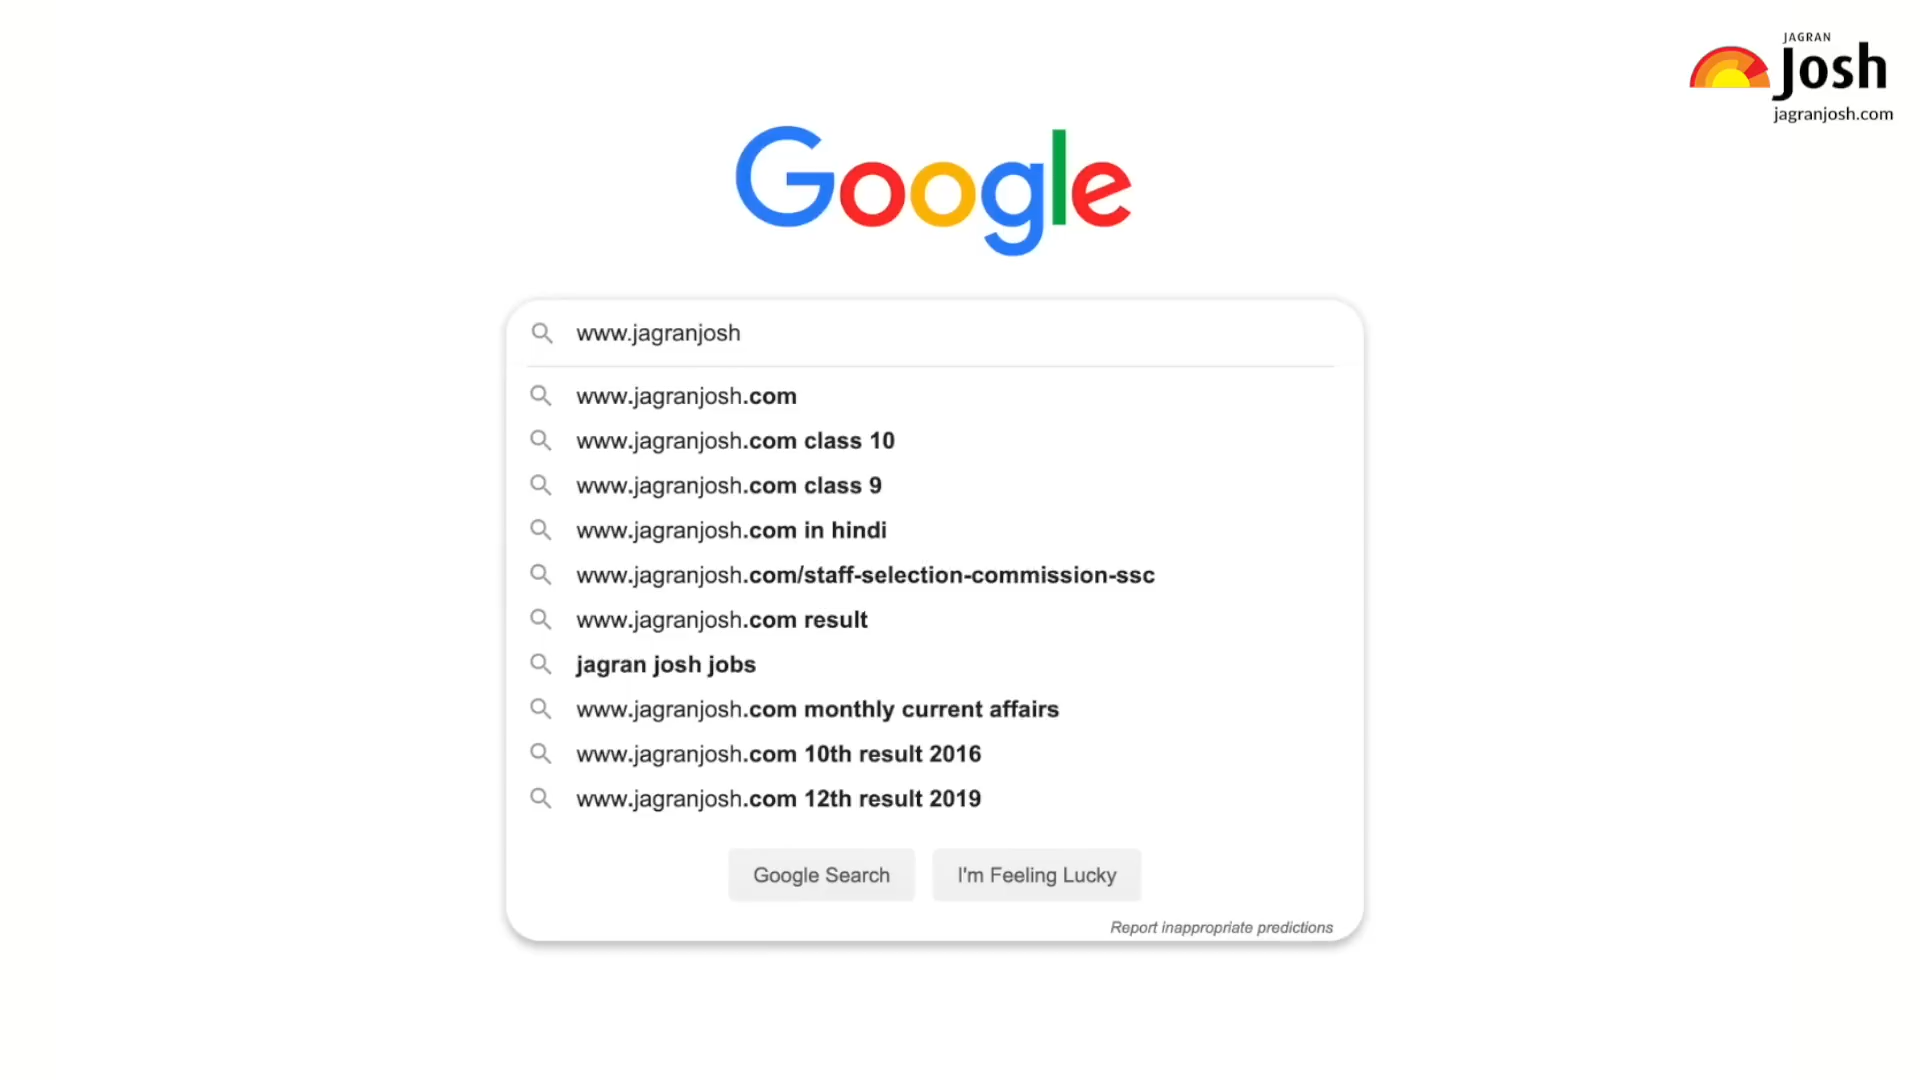 JAGRAN
Josh
jagranjosh.com
Google
www.jagranjosh
www.jagranjosh.com
www.jagranjosh.com class 10
www.jagranjosh.com class 9
www.jagranjosh.com in hindi
www.jagranjosh.com/staff-selection-commission-ssc
www.jagranjosh.com result
jagran josh jobs
www.jagranjosh.com monthly current affairs
www.jagranjosh.com 10th result 2016
www.jagranjosh.com 12th result 2019
Google Search I'm Feeling Lucky
Report inappropriate predictions